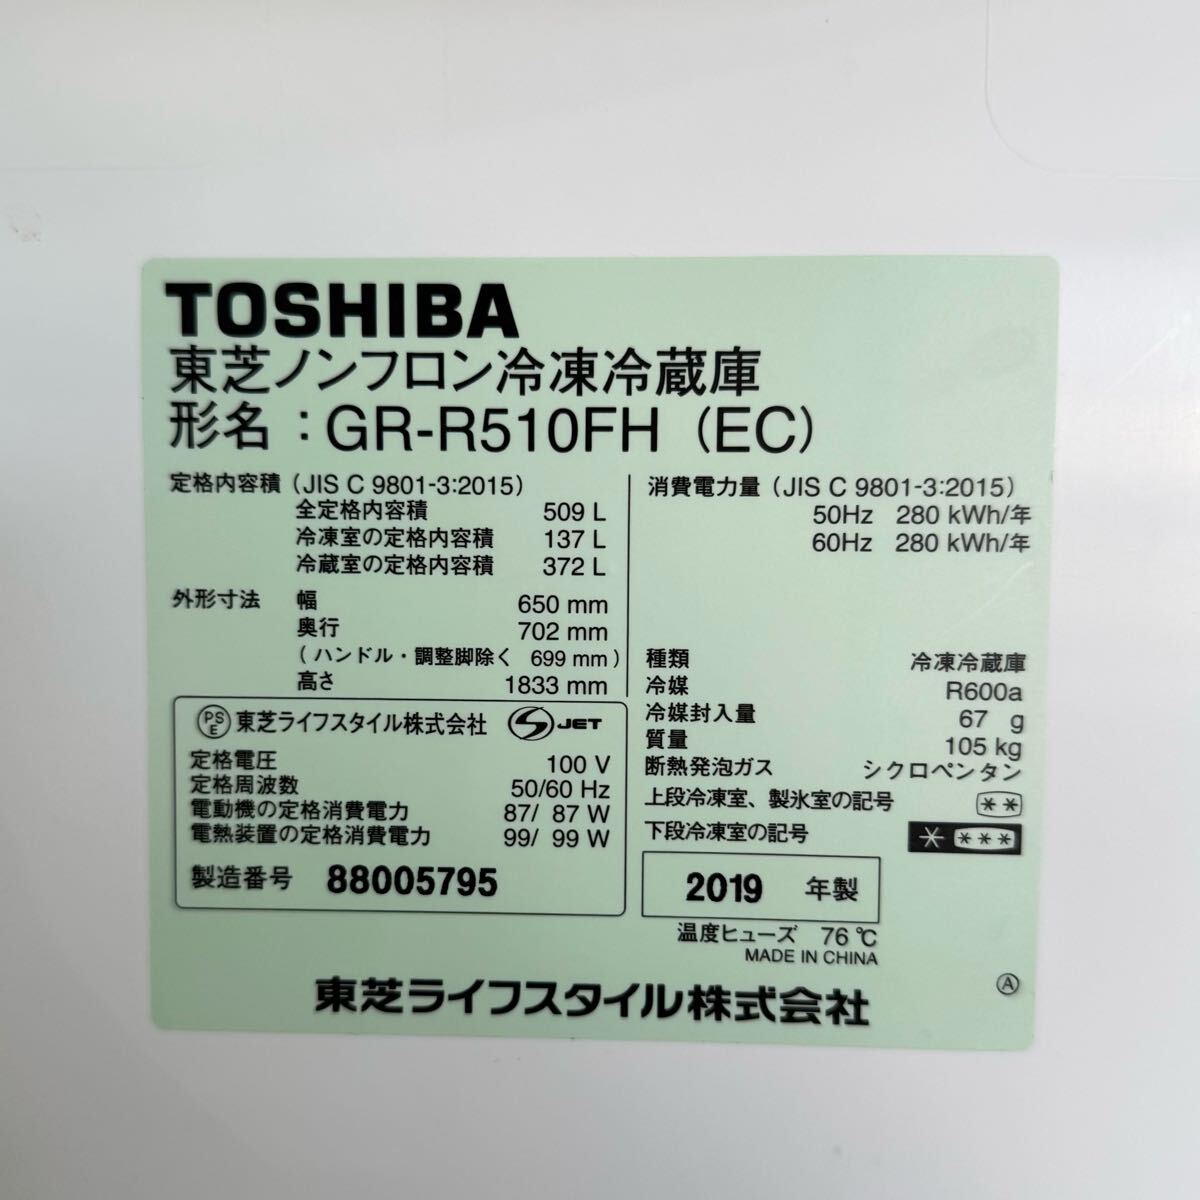 TOSHIBA
東芝ノンフロン冷凍冷蔵庫
形名：GR-R510FH (EC)
定格内容積 (JIS C 9801-3:2015)
全定格内容積 509 L
冷凍室の定格内容積 137 L
冷蔵室の定格内容積 372 L
外形寸法 幅 650 mm
奥行 702 mm
(ハンドル・調整脚除く 699 mm)
高さ 1833 mm
PSE 東芝ライフスタイル株式会社 S JET
定格電圧 100 V
定格周波数 50/60 Hz
電動機の定格消費電力 87/ 87 W
電熱装置の定格消費電力 99/ 99 W
製造番号 88005795
消費電力量 (JIS C 9801-3:2015)
50Hz 280 kWh/年
60Hz 280 kWh/年
種類 冷凍冷蔵庫
冷媒 R600a
冷媒封入量 67 g
質量 105 kg
断熱発泡ガス シクロペンタン
上段冷凍室、製氷室の記号 **
下段冷凍室の記号 * ***
2019 年製
温度ヒューズ 76 ℃
MADE IN CHINA
東芝ライフスタイル株式会社
Ⓐ